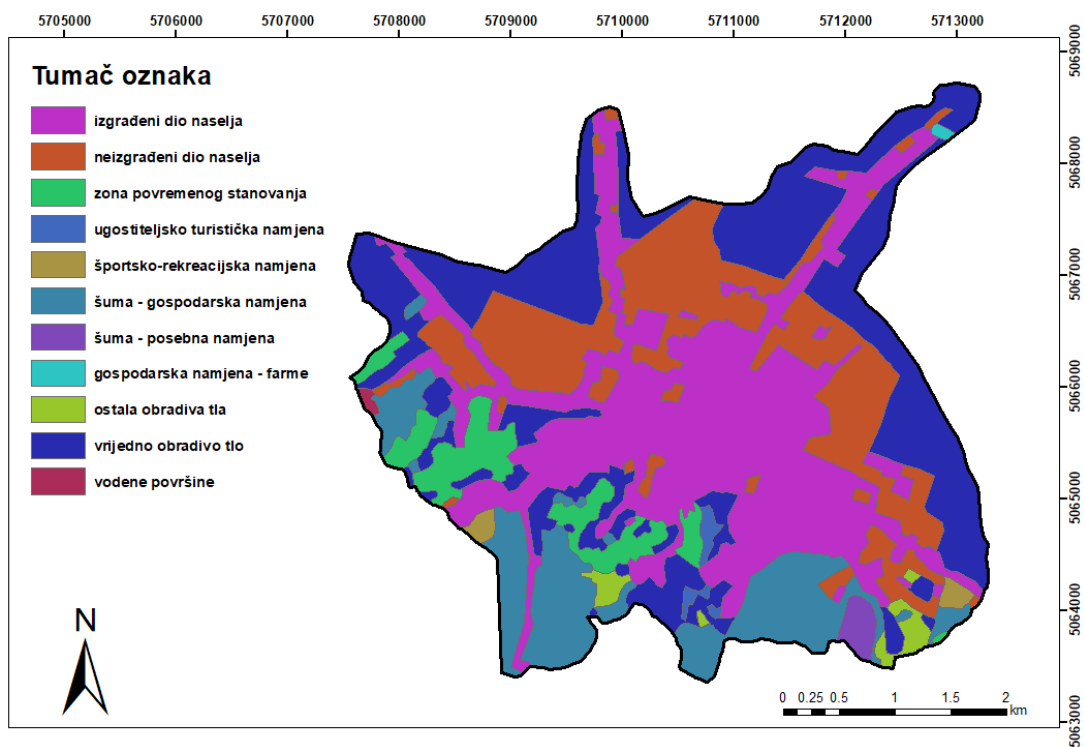 5705000 5706000 5707000 5708000 5709000 5710000 5711000 5712000 5713000
Tumač oznaka
izgrađeni dio naselja
neizgrađeni dio naselja
zona povremenog stanovanja
ugostiteljsko turistička namjena
športsko-rekreacijska namjena
šuma - gospodarska namjena
šuma - posebna namjena
gospodarska namjena - farme
ostala obradiva tla
vrijedno obradivo tlo
vodene površine
5069000
5068000
5067000
5066000
5065000
5064000
5063000
N
0 0.25 0.5 1 1.5 2
km